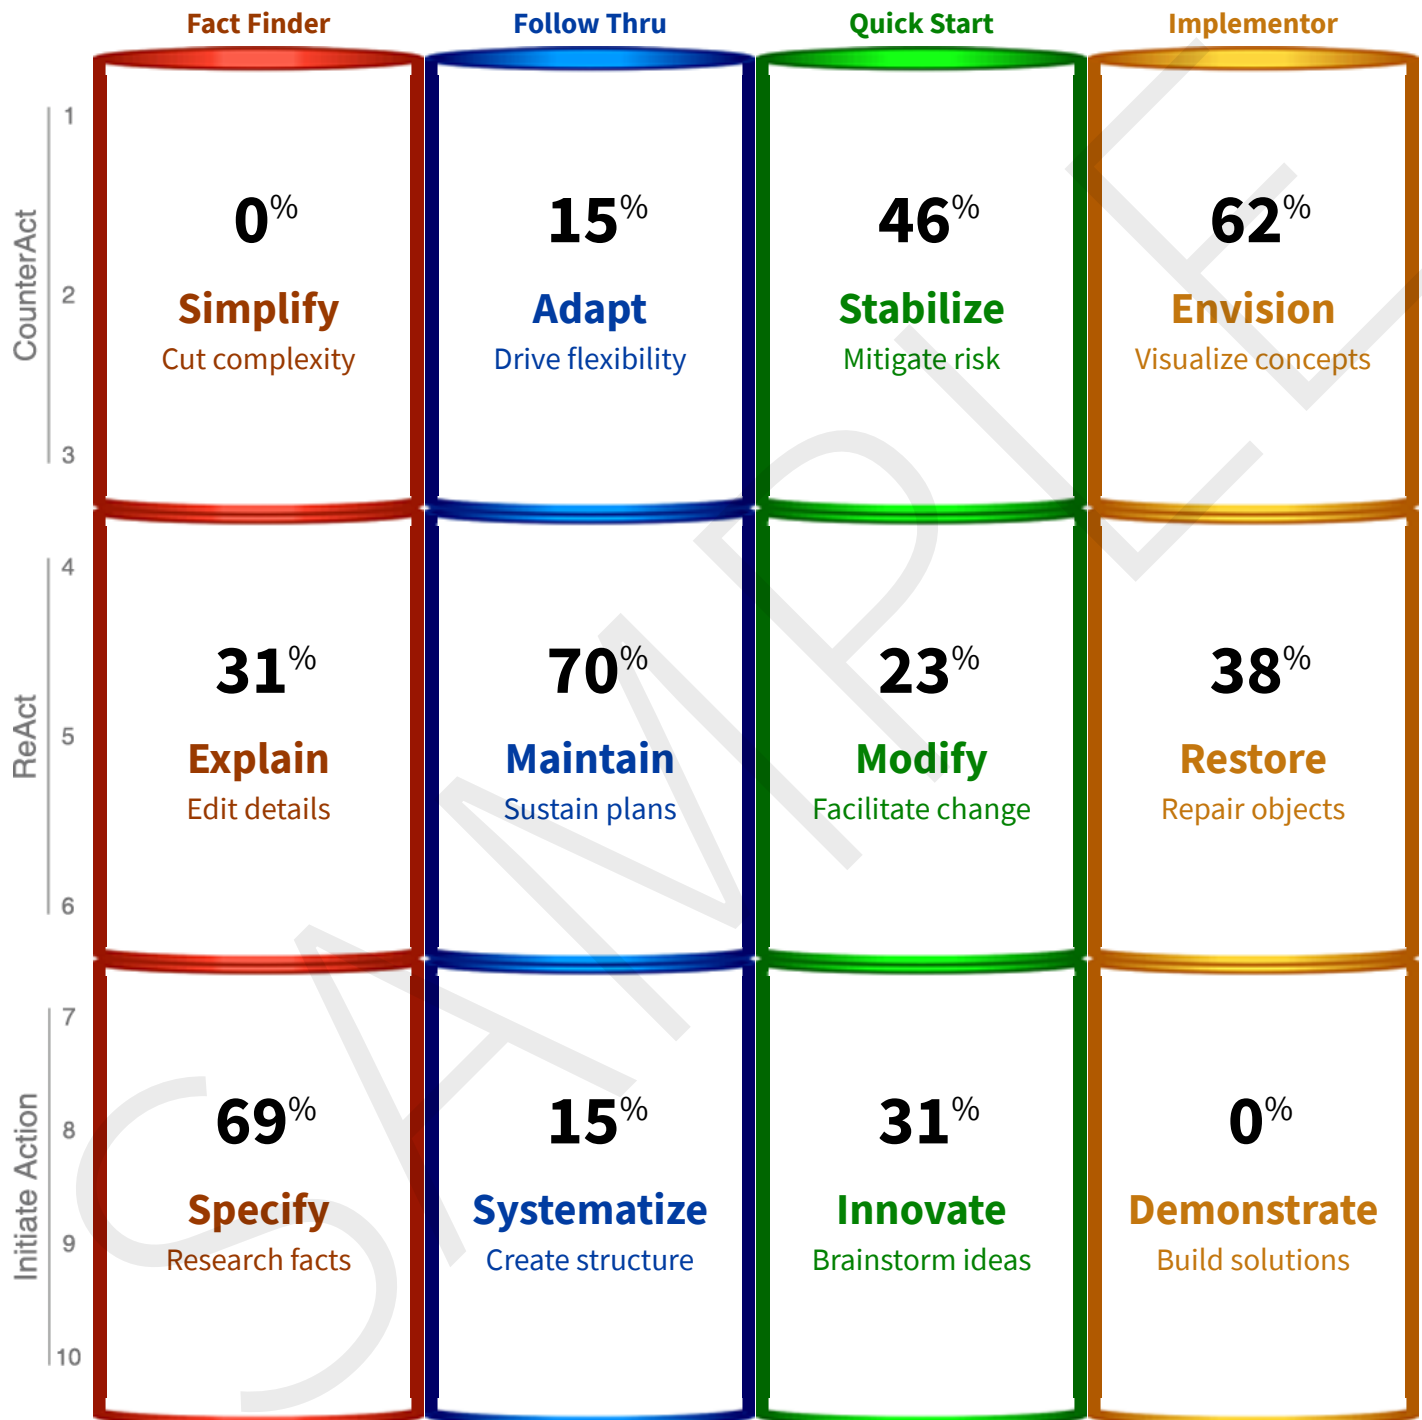 Fact Finder
Follow Thru
Quick Start
Implementor
CounterAct
1
2
3
0%
Simplify
Cut complexity
15%
Adapt
Drive flexibility
46%
Stabilize
Mitigate risk
62%
Envision
Visualize concepts
ReAct
4
5
6
31%
Explain
Edit details
70%
Maintain
Sustain plans
23%
Modify
Facilitate change
38%
Restore
Repair objects
Initiate Action
7
8
9
10
69%
Specify
Research facts
15%
Systematize
Create structure
31%
Innovate
Brainstorm ideas
0%
Demonstrate
Build solutions
SAMPLE